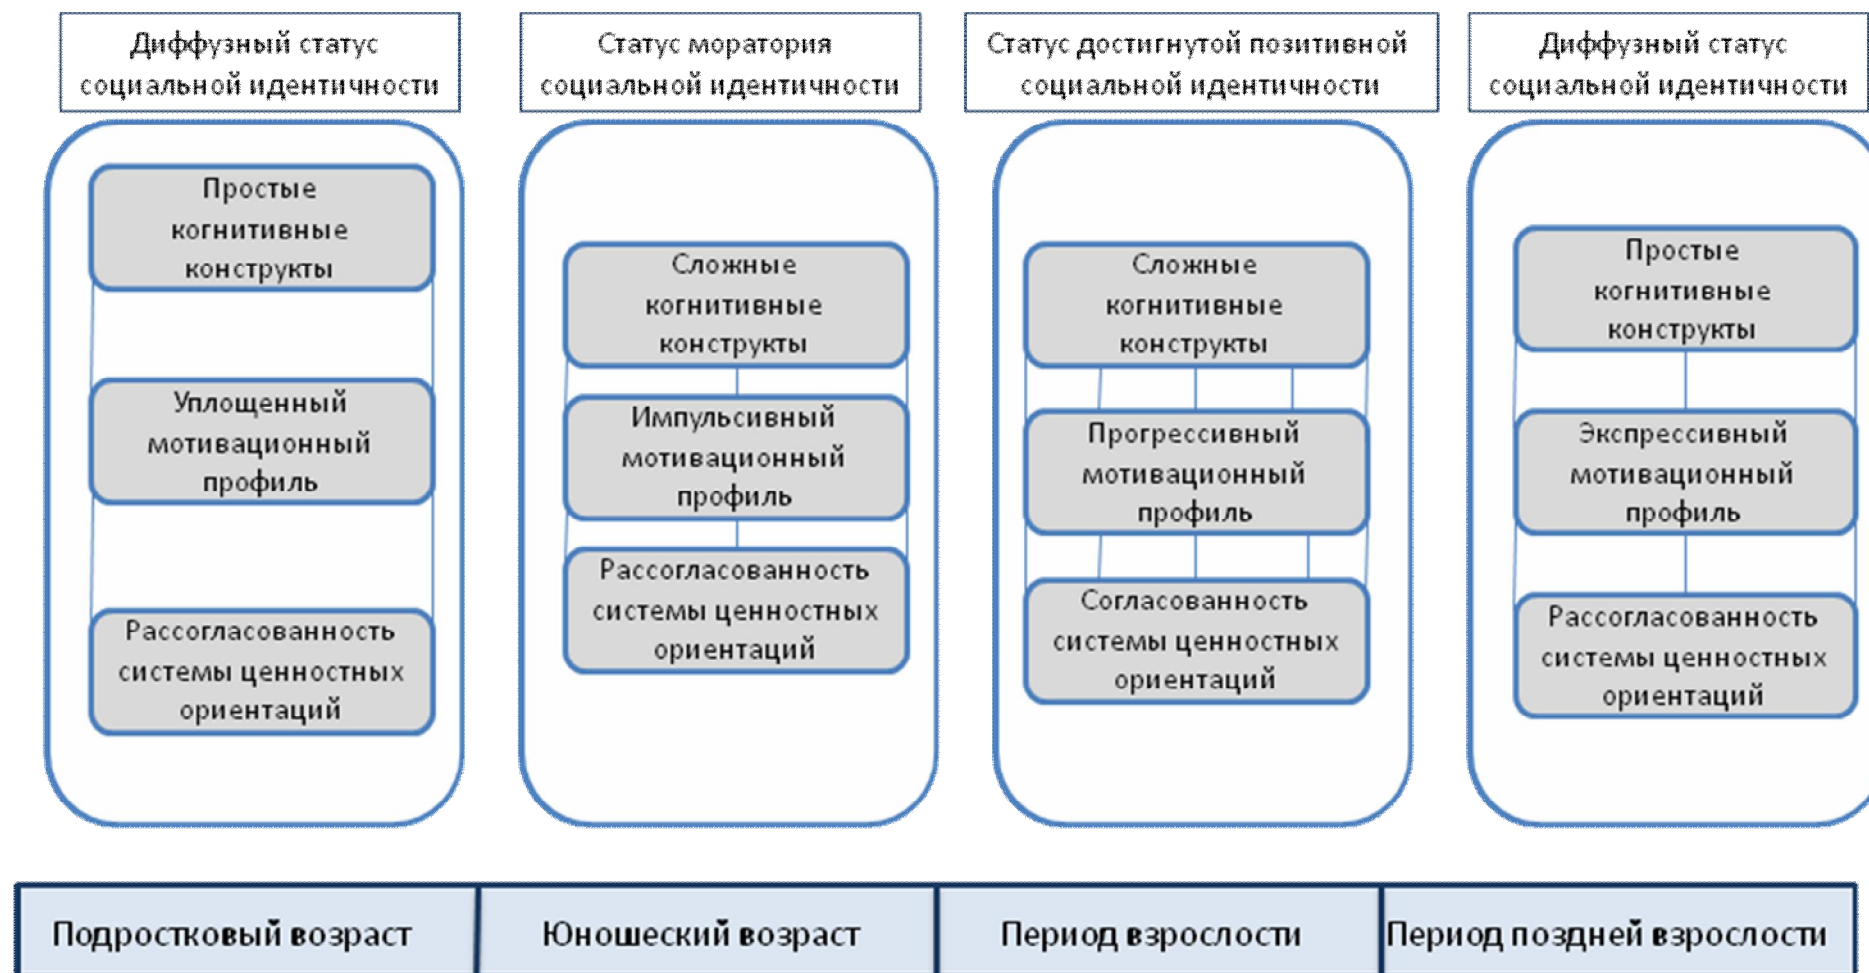 Диффузный статус
социальной идентичности
Статус моратория
социальной идентичности
Статус достигнутой позитивной
социальной идентичности
Диффузный статус
социальной идентичности
Простые
когнитивные
конструкты
Уплощенный
мотивационный
профиль
Рассогласованность
системы ценностных
ориентаций
Сложные
когнитивные
конструкты
Импульсивный
мотивационный
профиль
Рассогласованность
системы ценностных
ориентаций
Сложные
когнитивные
конструкты
Прогрессивный
мотивационный
профиль
Согласованность
системы ценностных
ориентаций
Простые
когнитивные
конструкты
Экспрессивный
мотивационный
профиль
Рассогласованность
системы ценностных
ориентаций
Подростковый возраст
Юношеский возраст
Период взрослости
Период поздней взрослости